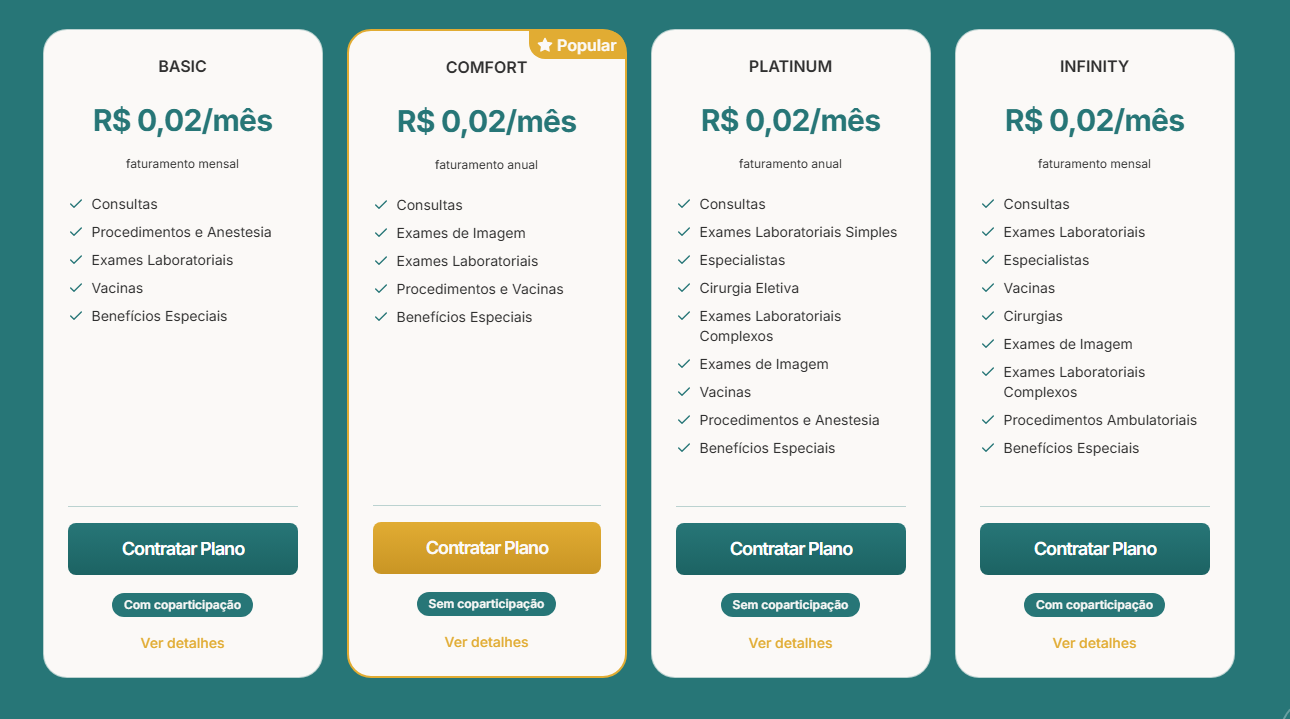 BASIC
R$ 0,02/mês
faturamento mensal
Consultas
Procedimentos e Anestesia
Exames Laboratoriais
Vacinas
Benefícios Especiais
Contratar Plano
Com coparticipação
Ver detalhes
Popular
COMFORT
R$ 0,02/mês
faturamento anual
Consultas
Exames de Imagem
Exames Laboratoriais
Procedimentos e Vacinas
Benefícios Especiais
Contratar Plano
Sem coparticipação
Ver detalhes
PLATINUM
R$ 0,02/mês
faturamento anual
Consultas
Exames Laboratoriais Simples
Especialistas
Cirurgia Eletiva
Exames Laboratoriais
Complexos
Exames de Imagem
Vacinas
Procedimentos e Anestesia
Benefícios Especiais
Contratar Plano
Sem coparticipação
Ver detalhes
INFINITY
R$ 0,02/mês
faturamento mensal
Consultas
Exames Laboratoriais
Especialistas
Vacinas
Cirurgias
Exames de Imagem
Exames Laboratoriais
Complexos
Procedimentos Ambulatoriais
Benefícios Especiais
Contratar Plano
Com coparticipação
Ver detalhes